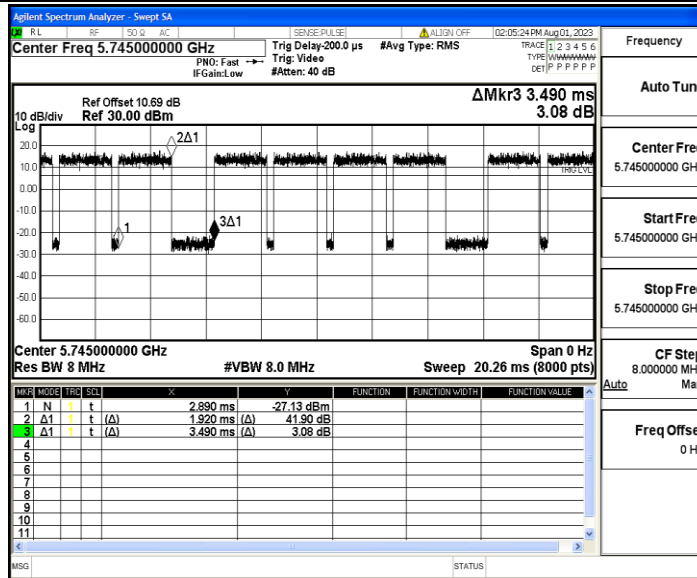 Agilent Spectrum Analyzer - Swept SA
RL RF 50 Ω AC SENSE:PULSE ALIGN OFF 02:05:24 PM Aug 01, 2023
Center Freq 5.745000000 GHz
PNO: Fast
IFGain:Low
Trig Delay-200.0 µs
Trig: Video
#Atten: 40 dB
#Avg Type: RMS
TRACE 1 2 3 4 5 6
TYPE WWWWWW
DET P P P P P P
ΔMkr3 3.490 ms
3.08 dB
Ref Offset 10.69 dB
10 dB/div Ref 30.00 dBm
Log
20.0
10.0
0.00
-10.0
-20.0
-30.0
-40.0
-50.0
-60.0
2Δ1
1
3Δ1
TRIG LVL
Center 5.745000000 GHz Span 0 Hz
Res BW 8 MHz #VBW 8.0 MHz Sweep 20.26 ms (8000 pts)
MKR MODE TRC SCL X Y FUNCTION FUNCTION WIDTH FUNCTION VALUE
1 N 1 t 2.890 ms -27.13 dBm
2 Δ1 1 t (Δ) 1.920 ms (Δ) 41.90 dB
3 Δ1 1 t (Δ) 3.490 ms (Δ) 3.08 dB
4
5
6
7
8
9
10
11
MSG STATUS
Frequency
Auto Tun
Center Fre
5.745000000 GH
Start Fre
5.745000000 GH
Stop Fre
5.745000000 GH
CF Step
8.000000 MH
Auto Ma
Freq Offse
0 H